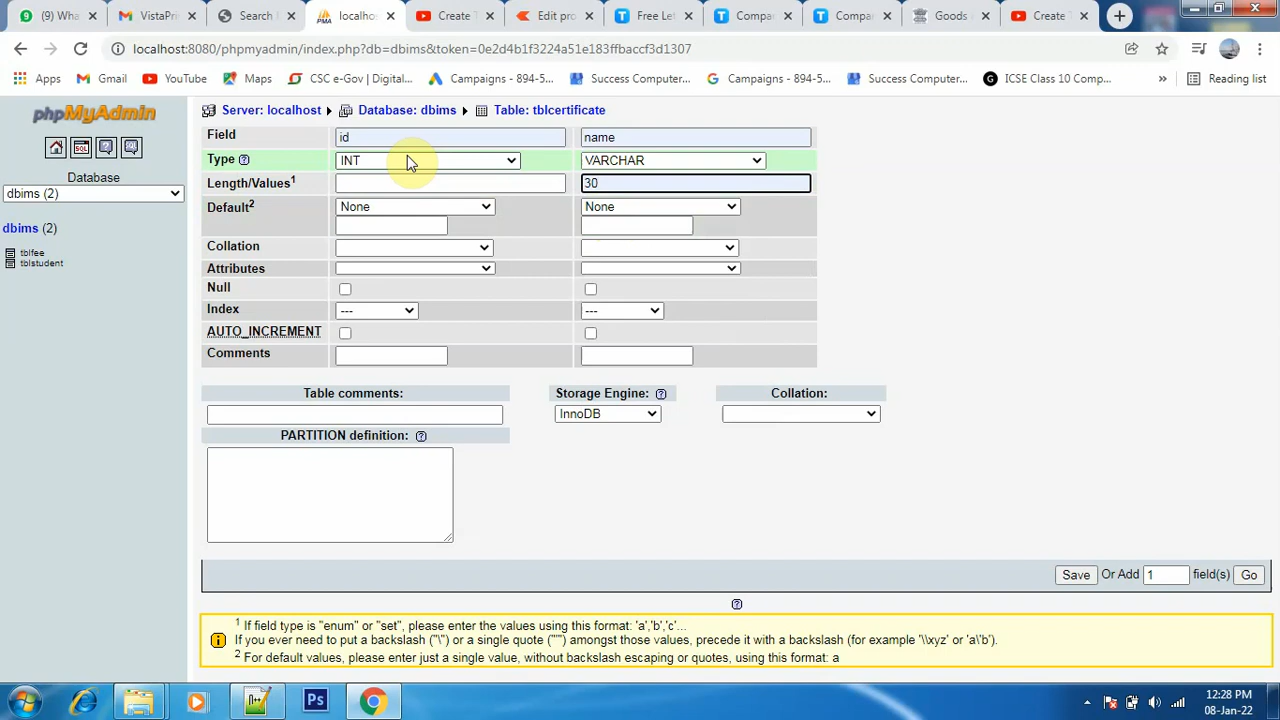 (9) Wha
VistaPre
Search
localho
Create T
Edit pro
Free Let
Compa
Compa
Goods
Create T
localhost:8080/phpmyadmin/index.php?db=dbims&token=0e2d4b1f3224a51e183ffbaccf3d1307
Apps Gmail YouTube Maps CSC e-Gov | Digital... Campaigns - 894-5... Success Computer... Campaigns - 894-5... Success Computer... ICSE Class 10 Comp... » Reading list
phpMyAdmin
Database
dbims (2)
dbims (2)
tblfee
tblstudent
Server: localhost Database: dbims Table: tblcertificate
Field id name
Type INT VARCHAR
Length/Values1 30
Default2 None None
Collation
Attributes
Null
Index --- ---
AUTO_INCREMENT
Comments
Table comments: Storage Engine: Collation:
InnoDB
PARTITION definition:
Save Or Add 1 field(s) Go
1 If field type is "enum" or "set", please enter the values using this format: 'a','b','c'...
If you ever need to put a backslash ("\") or a single quote ("'") amongst those values, precede it with a backslash (for example '\\xyz' or 'a\'b').
2 For default values, please enter just a single value, without backslash escaping or quotes, using this format: a
Ps
12:28 PM
08-Jan-22